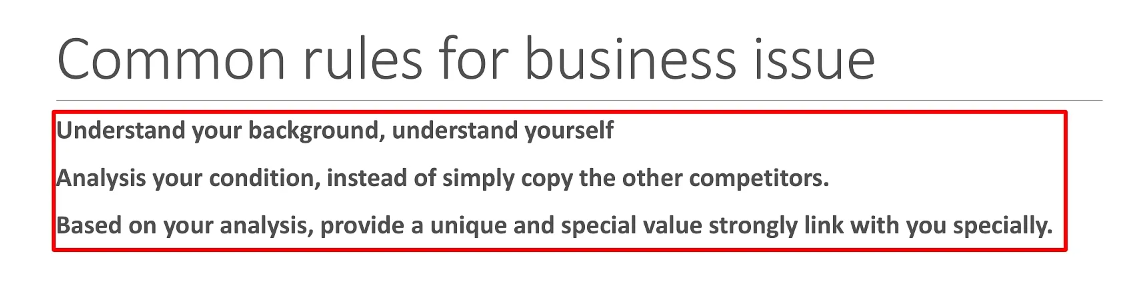 Common rules for business issue
Understand your background, understand yourself
Analysis your condition, instead of simply copy the other competitors.
Based on your analysis, provide a unique and special value strongly link with you specially.